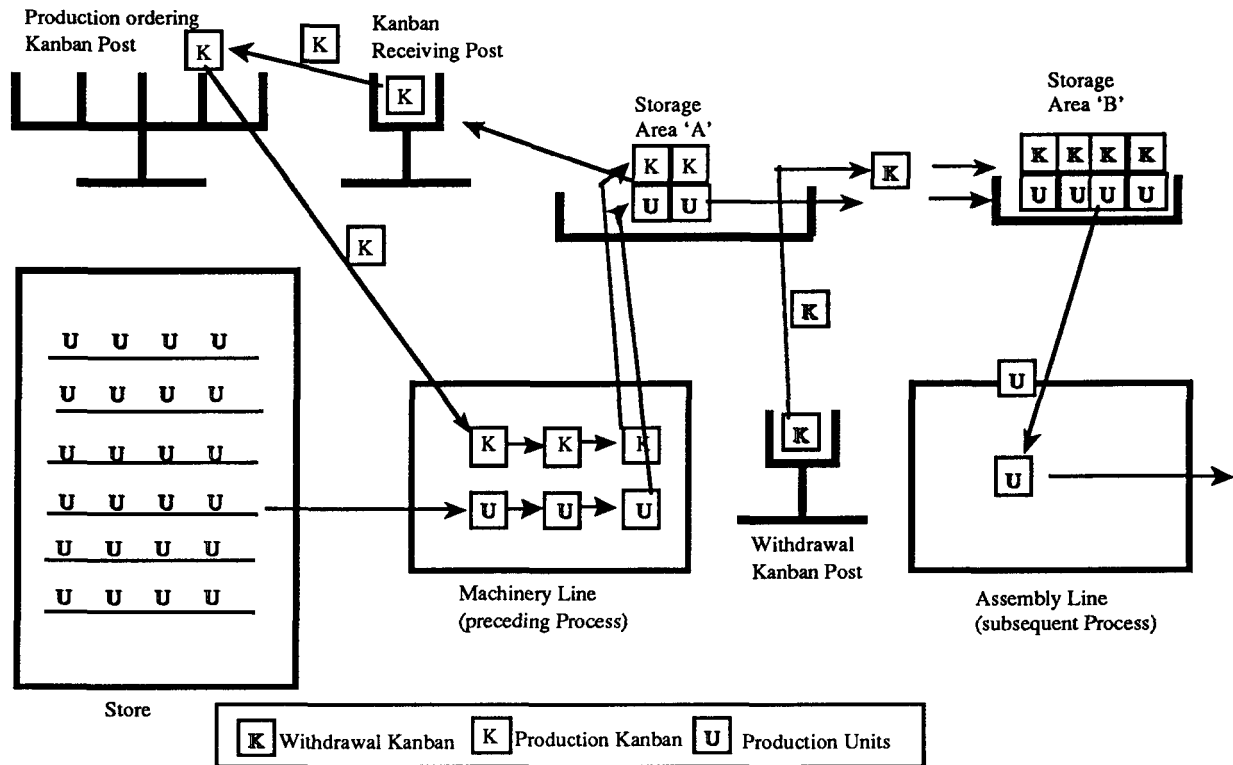 Production ordering
Kanban Post
Kanban
Receiving Post
K
K
K
Storage
Area 'A'
K K
U U
Storage
Area 'B'
K
K K K K
U U U U
K
K
K
U U U U
U U U U
U U U U
U U U U
U U U U
U U U U
Store
K K K
U U U
Machinery Line
(preceding Process)
Withdrawal
Kanban Post
U
U
Assembly Line
(subsequent Process)
K Withdrawal Kanban K Production Kanban U Production Units